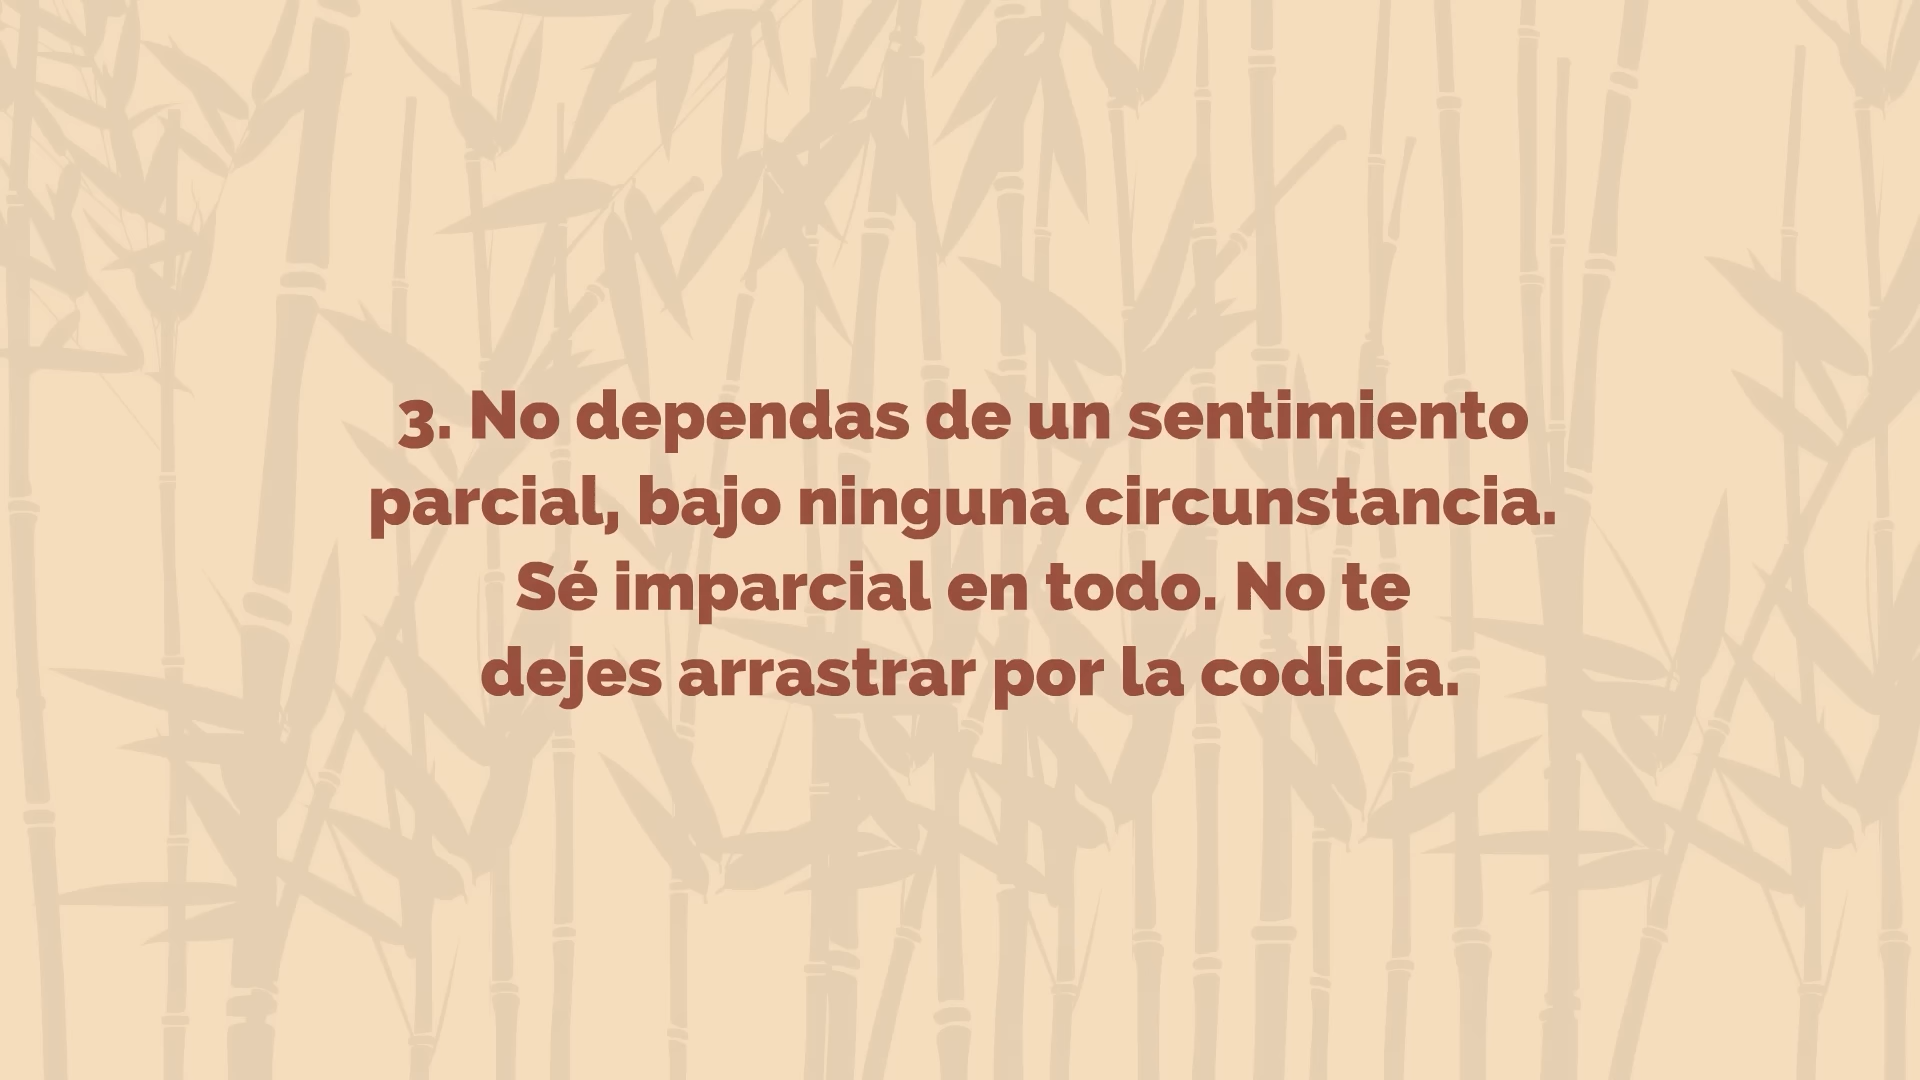 3. No dependas de un sentimiento
parcial, bajo ninguna circunstancia.
Sé imparcial en todo. No te
dejes arrastrar por la codicia.